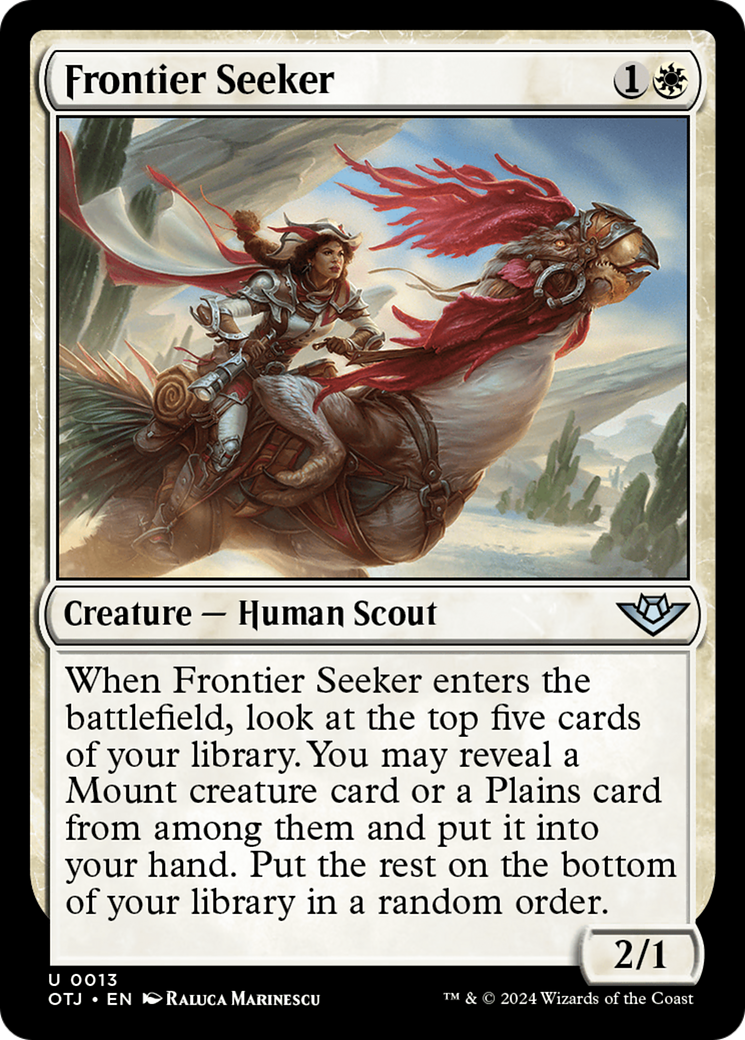 Frontier Seeker 1
Creature — Human Scout
When Frontier Seeker enters the
battlefield, look at the top five cards
of your library. You may reveal a
Mount creature card or a Plains card
from among them and put it into
your hand. Put the rest on the bottom
of your library in a random order.
2/1
U 0013
OTJ • EN Raluca Marinescu
™ & © 2024 Wizards of the Coast